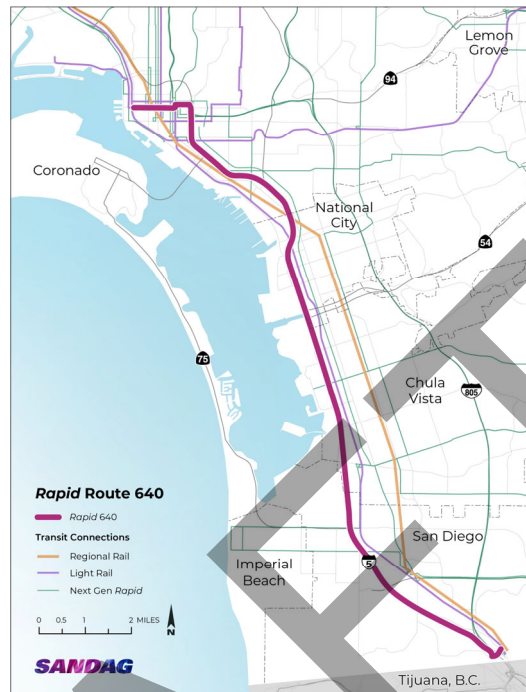 Lemon
Grove
94
Coronado
National
City
54
75
Chula
Vista
805
Rapid Route 640
Rapid 640
Transit Connections
Regional Rail
Light Rail
Next Gen Rapid
0 0.5 1 2 MILES
N
SANDAG
San Diego
Imperial
Beach
5
Tijuana, B.C.